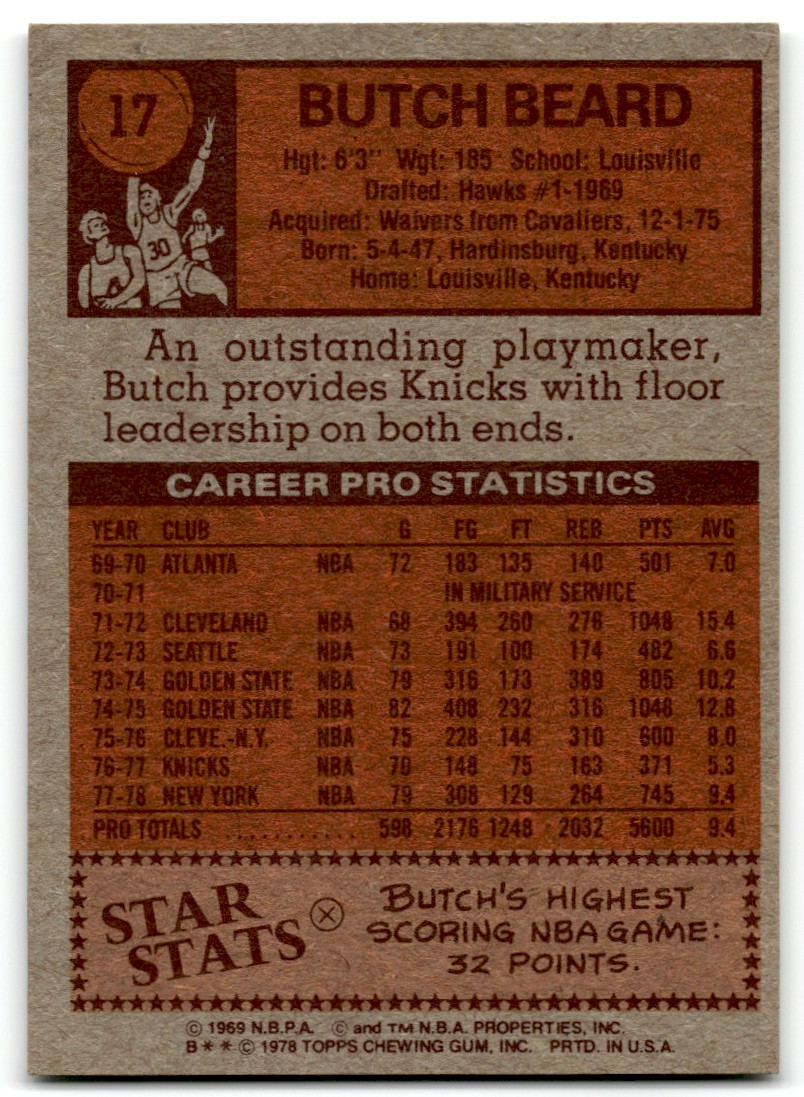 17
30
BUTCH BEARD
Hgt: 6'3" Wgt: 185 School: Louisville
Drafted: Hawks #1-1969
Acquired: Waivers from Cavaliers, 12-1-75
Born: 5-4-47, Hardinsburg, Kentucky
Home: Louisville, Kentucky
An outstanding playmaker,
Butch provides Knicks with floor
leadership on both ends.
CAREER PRO STATISTICS
YEAR CLUB G FG FT REB PTS AVG
69-70 ATLANTA NBA 72 183 135 140 501 7.0
70-71 IN MILITARY SERVICE
71-72 CLEVELAND NBA 68 394 260 276 1048 15.4
72-73 SEATTLE NBA 73 191 100 174 482 6.6
73-74 GOLDEN STATE NBA 79 316 173 389 805 10.2
74-75 GOLDEN STATE NBA 82 408 232 316 1048 12.8
75-76 CLEVE.-N.Y. NBA 75 228 144 310 600 8.0
76-77 KNICKS NBA 70 148 75 163 371 5.3
77-78 NEW YORK NBA 79 308 129 264 745 9.4
PRO TOTALS ........... 598 2176 1248 2032 5600 9.4
STAR
STATS
BUTCH'S HIGHEST
SCORING NBA GAME:
32 POINTS.
© 1969 N.B.P.A. © and TM N.B.A. PROPERTIES, INC.
B** © 1978 TOPPS CHEWING GUM, INC. PRTD. IN U.S.A.